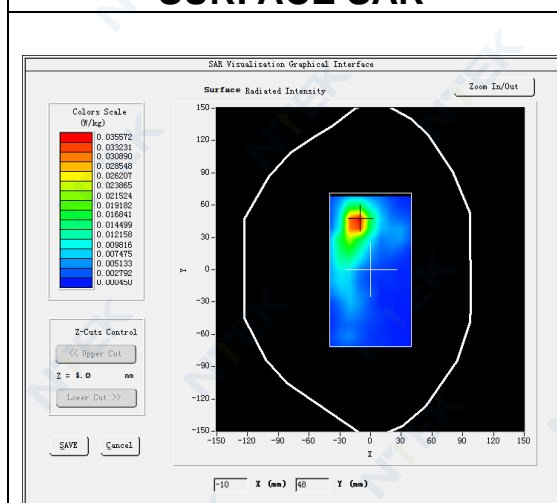 SURFACE SAR
SAR Visualisation Graphical Interface
Surface Radiated Intensity
Zoom In/Out
Colors Scale
(W/kg)
0.035572
0.033231
0.030890
0.028548
0.026207
0.023865
0.021524
0.019182
0.016841
0.014499
0.012158
0.009816
0.007475
0.005133
0.002792
0.000450
150
120
90
60
30
0
-30
-60
-90
-120
-150
Y
-150 -120 -90 -60 -30 0 30 60 90 120 150
X
Z-Cuts Control
<< Upper Cut
Z = 1.0 mm
Lower Cut >>
SAVE Cancel
-10 X (mm) 48 Y (mm)
NTEK